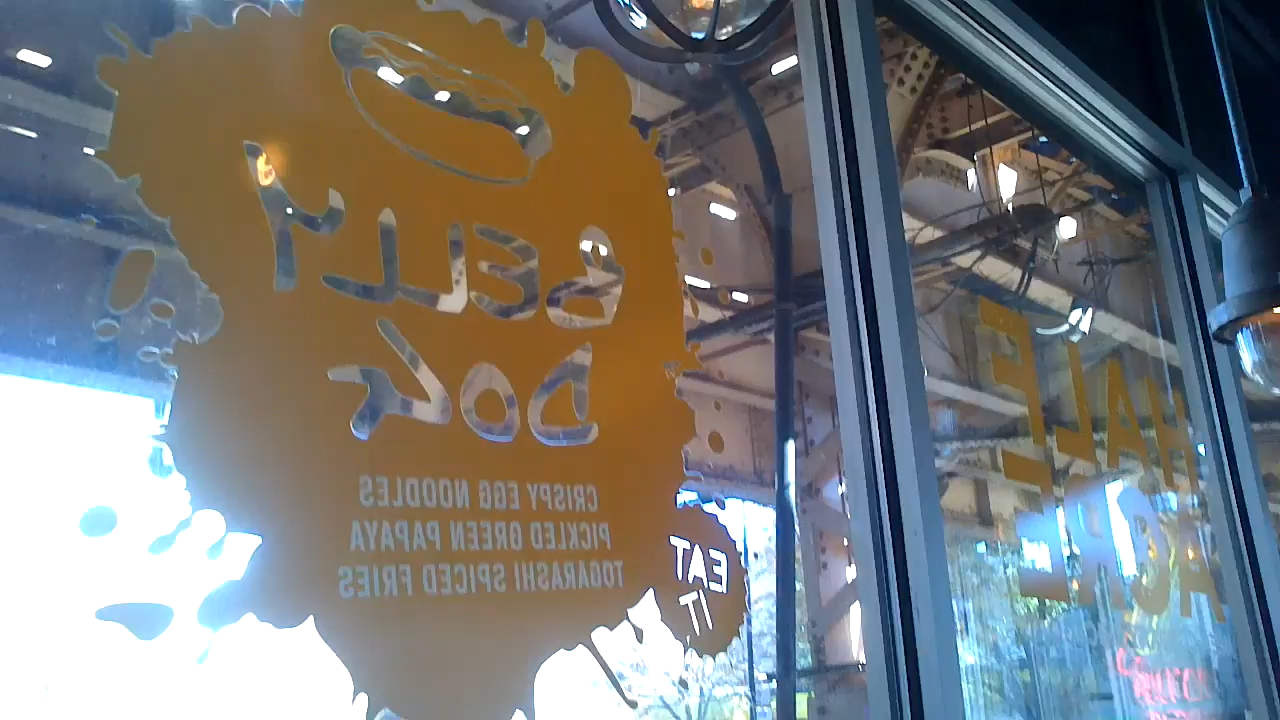 BELLY
DOG
CRISPY EGG NOODLES
PICKLED GREEN PAPAYA
TOGARASHI SPICED FRIES
EAT
IT
HALF
ACRE